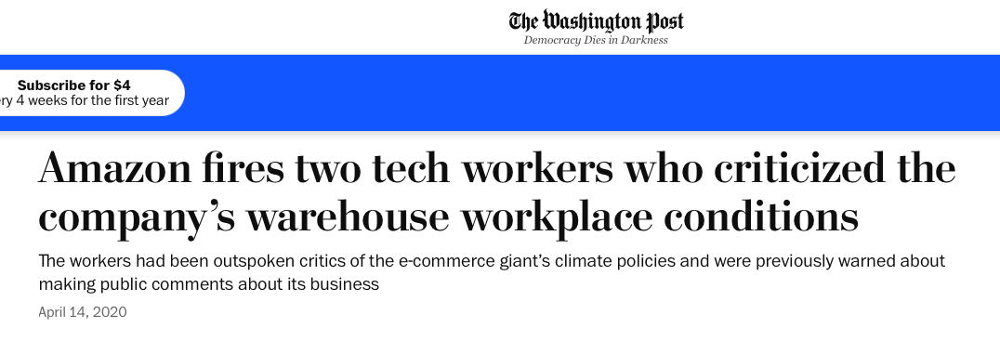 The Washington Post
Democracy Dies in Darkness
Subscribe for $4
ry 4 weeks for the first year
Amazon fires two tech workers who criticized the
company’s warehouse workplace conditions
The workers had been outspoken critics of the e-commerce giant’s climate policies and were previously warned about
making public comments about its business
April 14, 2020